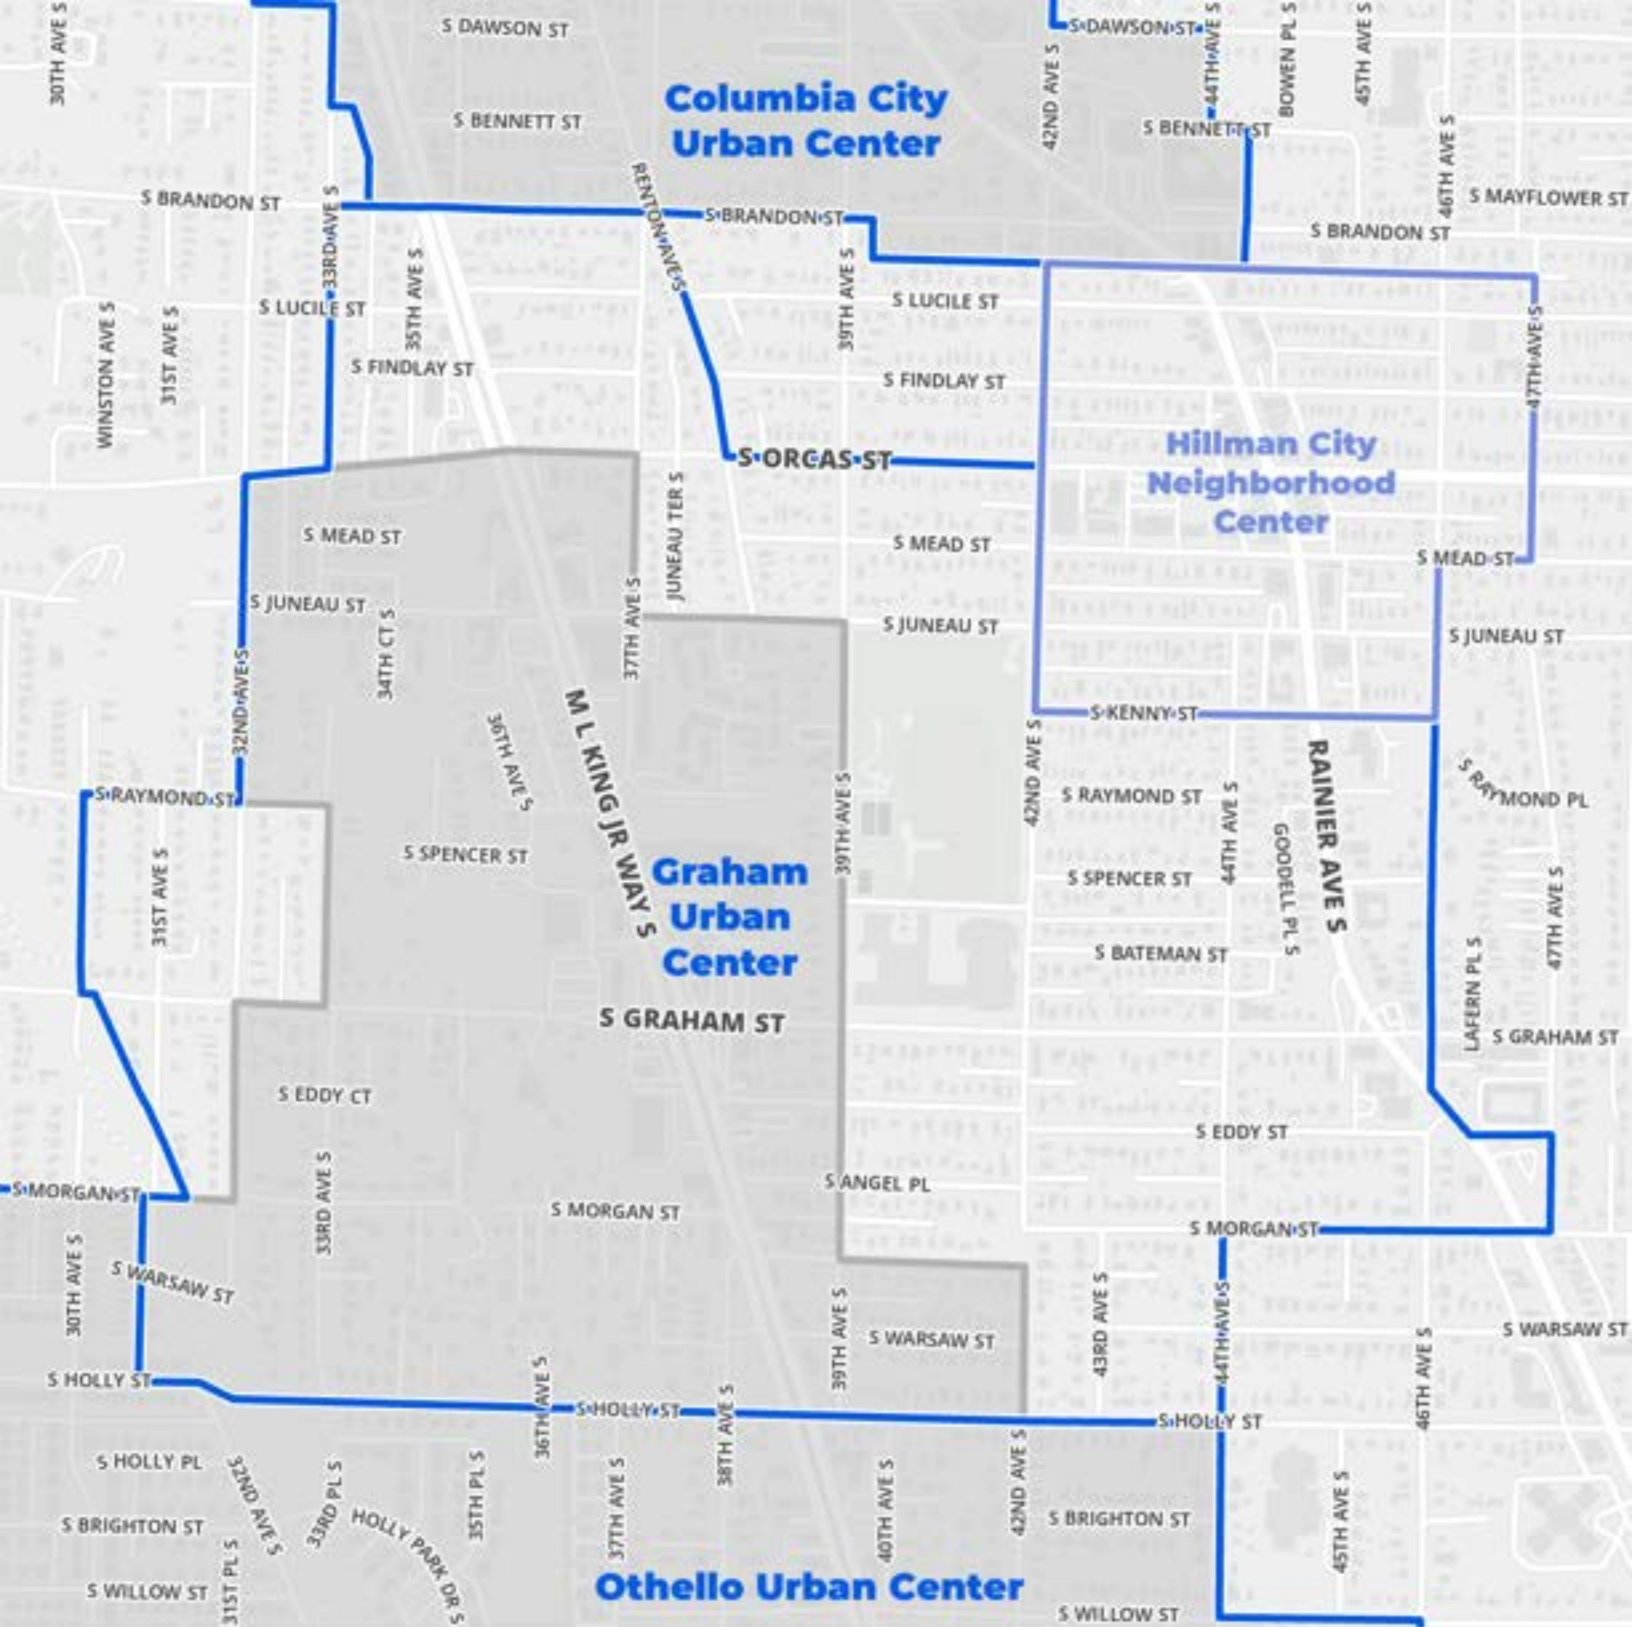 30TH AVE S
S DAWSON ST
S DAWSON ST
44TH AVE S
BOWEN PL S
45TH AVE S
42ND AVE S
Columbia City
Urban Center
S BENNETT ST
S BENNETT ST
46TH AVE S
S BRANDON ST
33RD AVE S
RENTON AVE S
S BRANDON ST
S MAYFLOWER ST
S BRANDON ST
S LUCILE ST
35TH AVE S
39TH AVE S
S LUCILE ST
47TH AVE S
WINSTON AVE S
31ST AVE S
S FINDLAY ST
S FINDLAY ST
S ORCAS ST
Hillman City
Neighborhood
Center
S MEAD ST
JUNEAU TER S
S MEAD ST
S MEAD ST
S JUNEAU ST
34TH CT S
37TH AVE S
S JUNEAU ST
S JUNEAU ST
32ND AVE S
36TH AVE S
M L KING JR WAY S
S KENNY ST
42ND AVE S
RAINIER AVE S
S RAYMOND ST
39TH AVE S
S RAYMOND ST
44TH AVE S
S RAYMOND PL
31ST AVE S
S SPENCER ST
Graham
Urban
Center
S SPENCER ST
GOODELL PL S
47TH AVE S
S BATEMAN ST
LAFERN PL S
S GRAHAM ST
S GRAHAM ST
S EDDY CT
S EDDY ST
S MORGAN ST
33RD AVE S
S MORGAN ST
S ANGEL PL
S MORGAN ST
30TH AVE S
S WARSAW ST
39TH AVE S
S WARSAW ST
43RD AVE S
44TH AVE S
46TH AVE S
S WARSAW ST
S HOLLY ST
36TH AVE S
S HOLLY ST
38TH AVE S
S HOLLY ST
S HOLLY PL
32ND AVE S
33RD PL S
35TH PL S
37TH AVE S
40TH AVE S
42ND AVE S
45TH AVE S
S BRIGHTON ST
HOLLY PARK DR S
S BRIGHTON ST
S WILLOW ST
31ST PL S
Othello Urban Center
S WILLOW ST